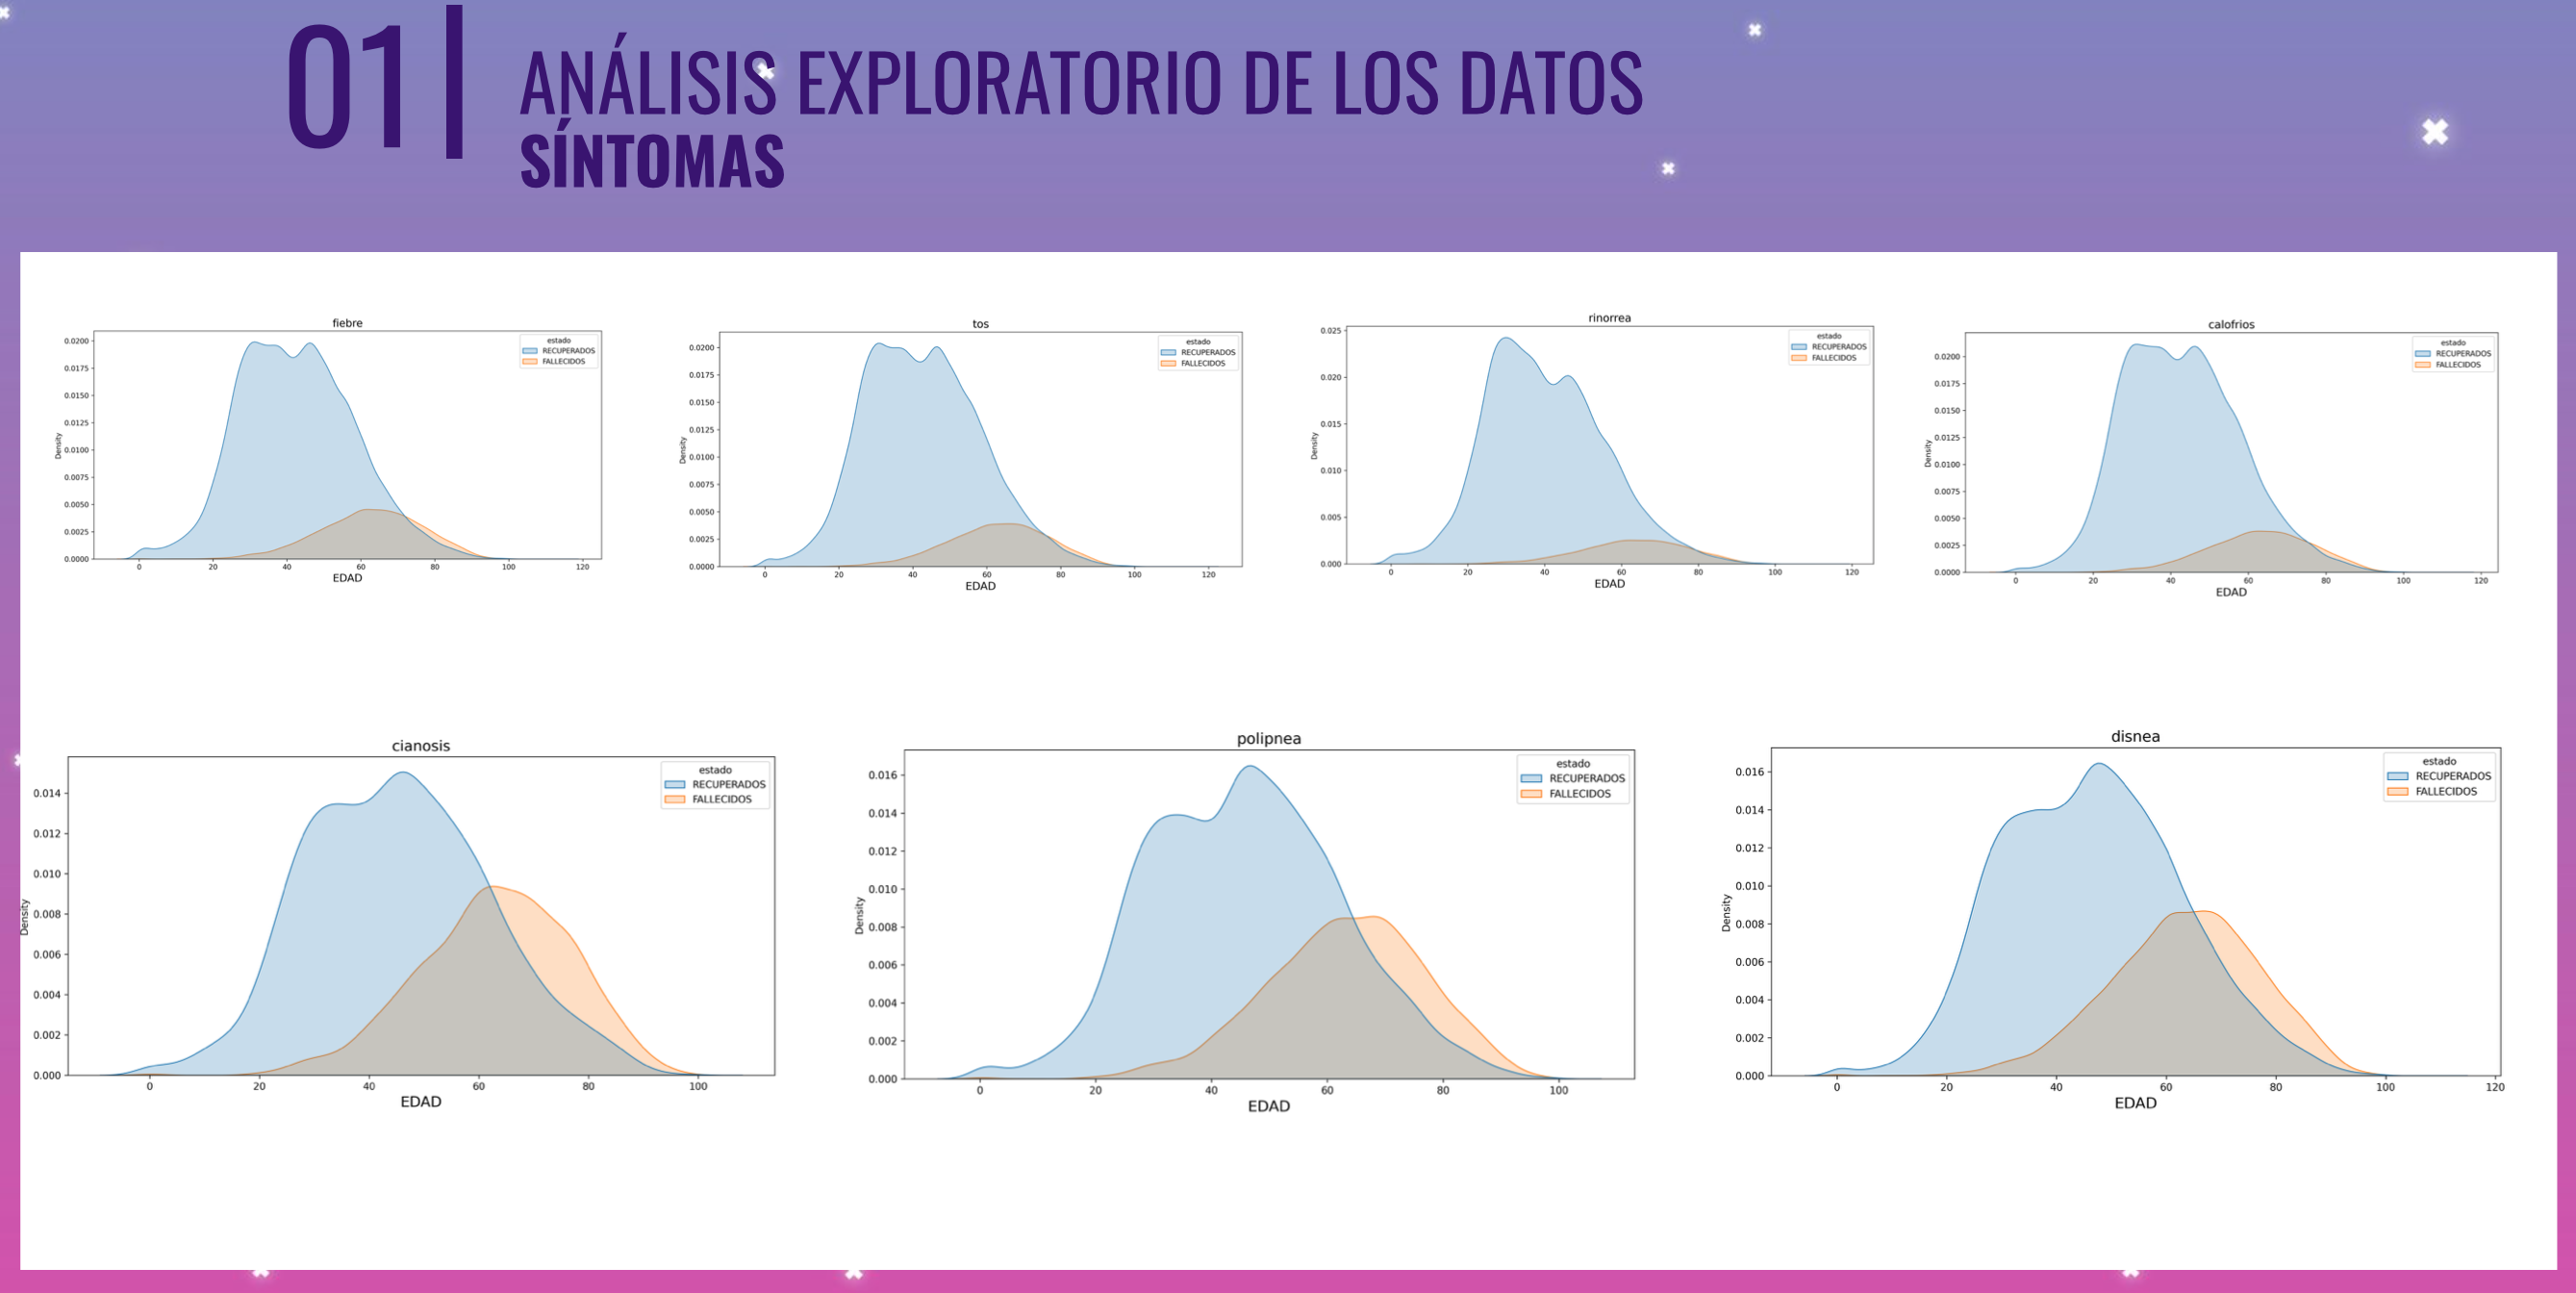 01
ANÁLISIS EXPLORATORIO DE LOS DATOS
SÍNTOMAS
fiebre
estado
RECUPERADOS
FALLECIDOS
Density
0.0200
0.0175
0.0150
0.0125
0.0100
0.0075
0.0050
0.0025
0.0000
0 20 40 60 80 100 120
EDAD
tos
estado
RECUPERADOS
FALLECIDOS
Density
0.0200
0.0175
0.0150
0.0125
0.0100
0.0075
0.0050
0.0025
0.0000
0 20 40 60 80 100 120
EDAD
rinorrea
estado
RECUPERADOS
FALLECIDOS
Density
0.025
0.020
0.015
0.010
0.005
0.000
0 20 40 60 80 100 120
EDAD
calofrios
estado
RECUPERADOS
FALLECIDOS
Density
0.0200
0.0175
0.0150
0.0125
0.0100
0.0075
0.0050
0.0025
0.0000
0 20 40 60 80 100 120
EDAD
cianosis
estado
RECUPERADOS
FALLECIDOS
Density
0.014
0.012
0.010
0.008
0.006
0.004
0.002
0.000
0 20 40 60 80 100
EDAD
polipnea
estado
RECUPERADOS
FALLECIDOS
Density
0.016
0.014
0.012
0.010
0.008
0.006
0.004
0.002
0.000
0 20 40 60 80 100
EDAD
disnea
estado
RECUPERADOS
FALLECIDOS
Density
0.016
0.014
0.012
0.010
0.008
0.006
0.004
0.002
0.000
0 20 40 60 80 100 120
EDAD